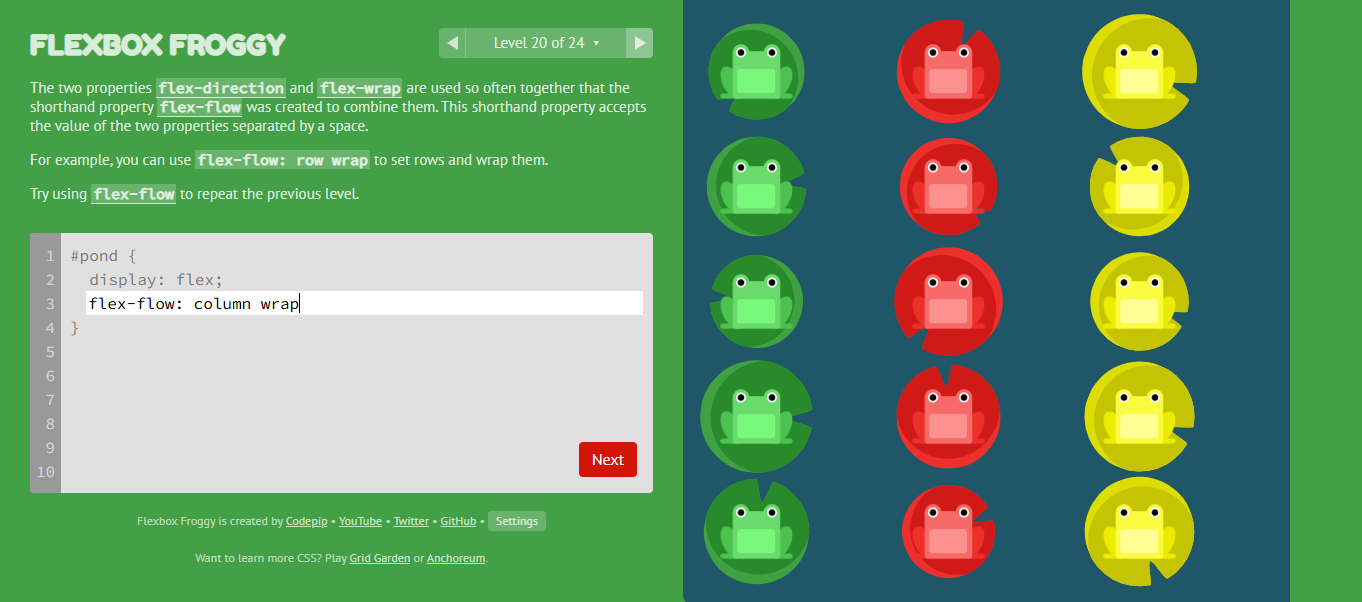 FLEXBOX FROGGY
Level 20 of 24
The two properties flex-direction and flex-wrap are used so often together that the
shorthand property flex-flow was created to combine them. This shorthand property accepts
the value of the two properties separated by a space.
For example, you can use flex-flow: row wrap to set rows and wrap them.
Try using flex-flow to repeat the previous level.
1 #pond {
2 display: flex;
3 flex-flow: column wrap
4 }
5
6
7
8
9
10
Next
Flexbox Froggy is created by Codepip • YouTube • Twitter • GitHub • Settings
Want to learn more CSS? Play Grid Garden or Anchoreum.